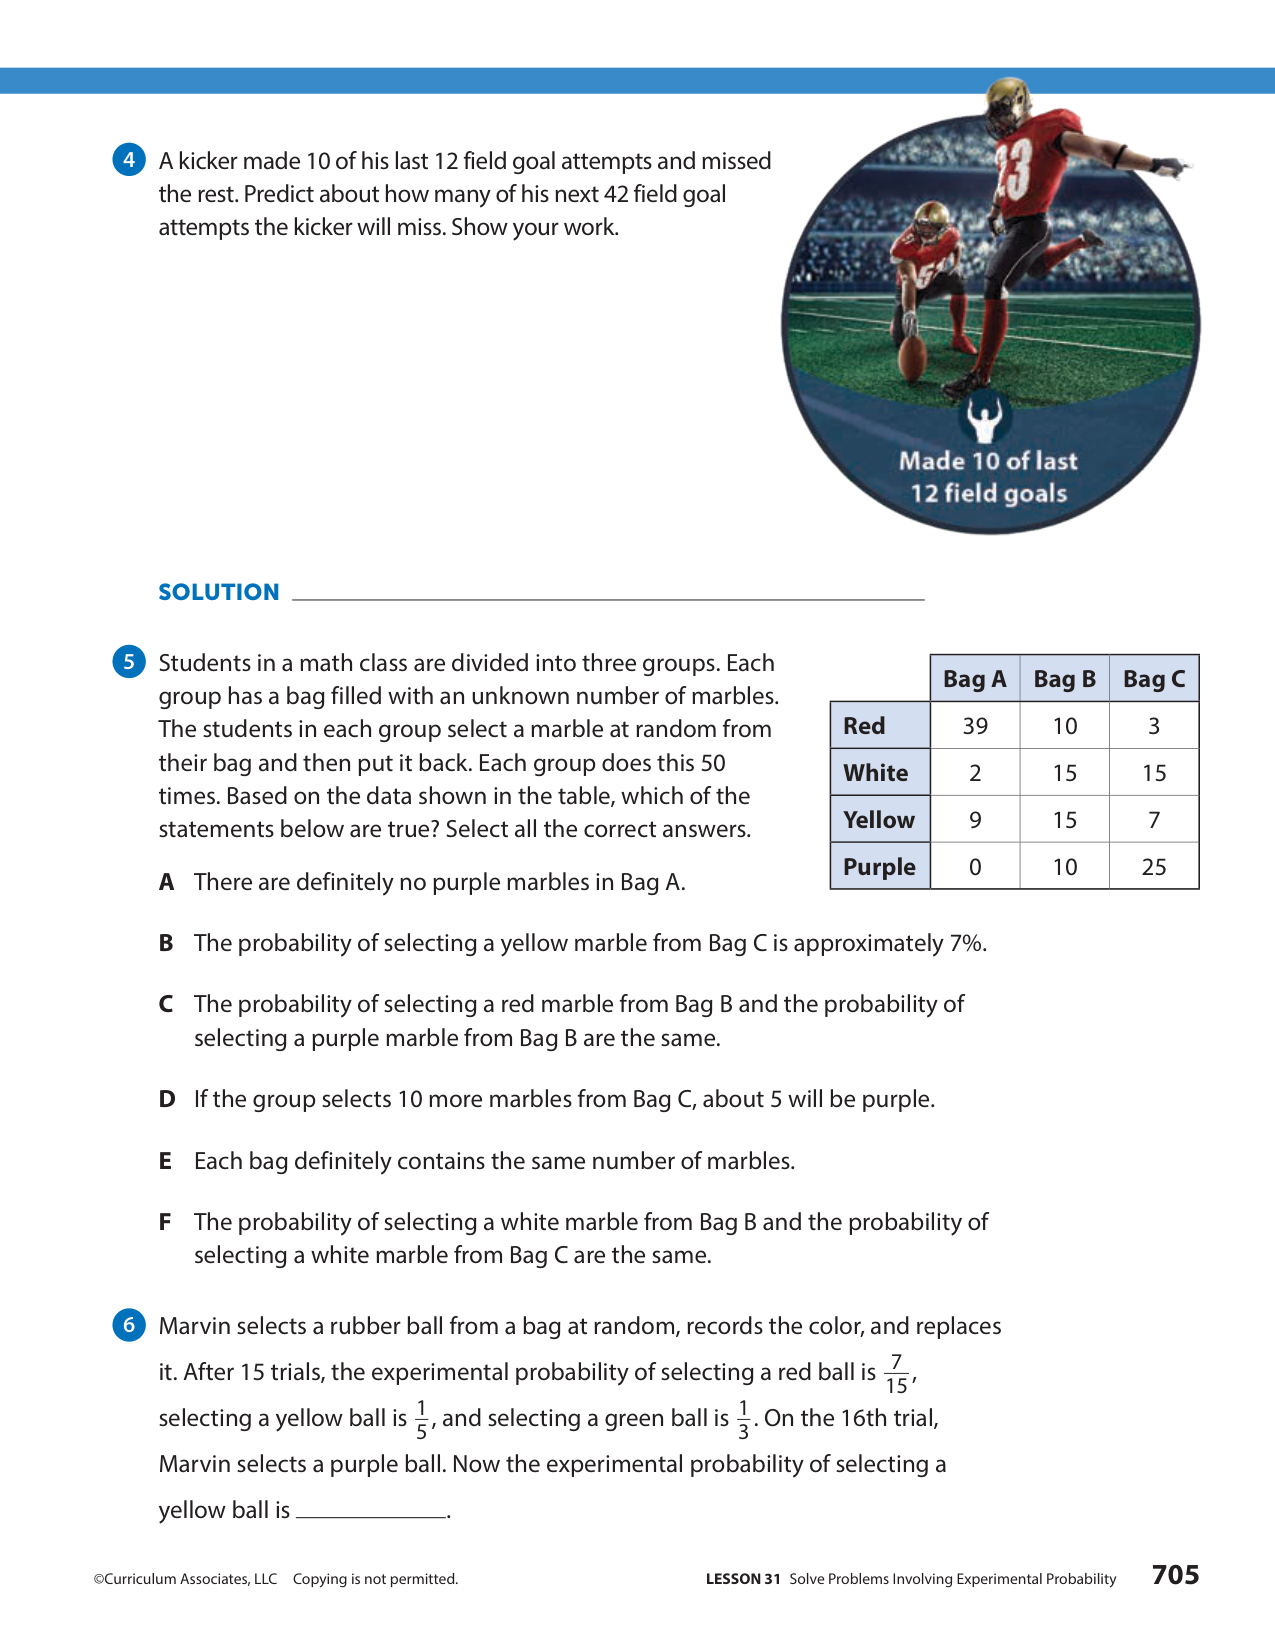 4 A kicker made 10 of his last 12 field goal attempts and missed
the rest. Predict about how many of his next 42 field goal
attempts the kicker will miss. Show your work.
23
5
Made 10 of last
12 field goals
SOLUTION
5 Students in a math class are divided into three groups. Each
group has a bag filled with an unknown number of marbles.
The students in each group select a marble at random from
their bag and then put it back. Each group does this 50
times. Based on the data shown in the table, which of the
statements below are true? Select all the correct answers.
Bag A Bag B Bag C
Red 39 10 3
White 2 15 15
Yellow 9 15 7
Purple 0 10 25
A There are definitely no purple marbles in Bag A.
B The probability of selecting a yellow marble from Bag C is approximately 7%.
C The probability of selecting a red marble from Bag B and the probability of
selecting a purple marble from Bag B are the same.
D If the group selects 10 more marbles from Bag C, about 5 will be purple.
E Each bag definitely contains the same number of marbles.
F The probability of selecting a white marble from Bag B and the probability of
selecting a white marble from Bag C are the same.
6 Marvin selects a rubber ball from a bag at random, records the color, and replaces
it. After 15 trials, the experimental probability of selecting a red ball is 7/15,
selecting a yellow ball is 1/5, and selecting a green ball is 1/3. On the 16th trial,
Marvin selects a purple ball. Now the experimental probability of selecting a
yellow ball is ____________.
©Curriculum Associates, LLC Copying is not permitted.
LESSON 31 Solve Problems Involving Experimental Probability 705